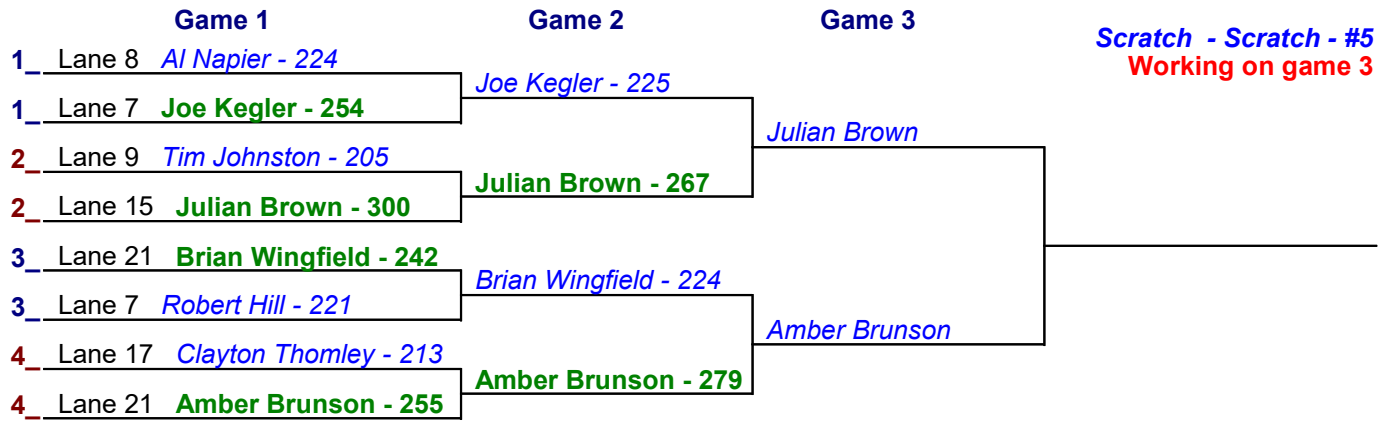 Game 1 Game 2 Game 3
Scratch - Scratch - #5
Working on game 3
1_ Lane 8 Al Napier - 224
Joe Kegler - 225
1_ Lane 7 Joe Kegler - 254
Julian Brown
2_ Lane 9 Tim Johnston - 205
Julian Brown - 267
2_ Lane 15 Julian Brown - 300
3_ Lane 21 Brian Wingfield - 242
Brian Wingfield - 224
3_ Lane 7 Robert Hill - 221
Amber Brunson
4_ Lane 17 Clayton Thomley - 213
Amber Brunson - 279
4_ Lane 21 Amber Brunson - 255